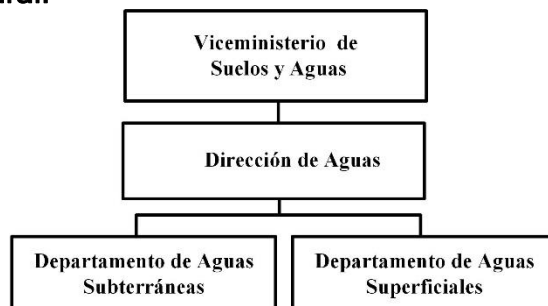 Viceministerio de
Suelos y Aguas
Dirección de Aguas
Departamento de Aguas
Subterráneas
Departamento de Aguas
Superficiales